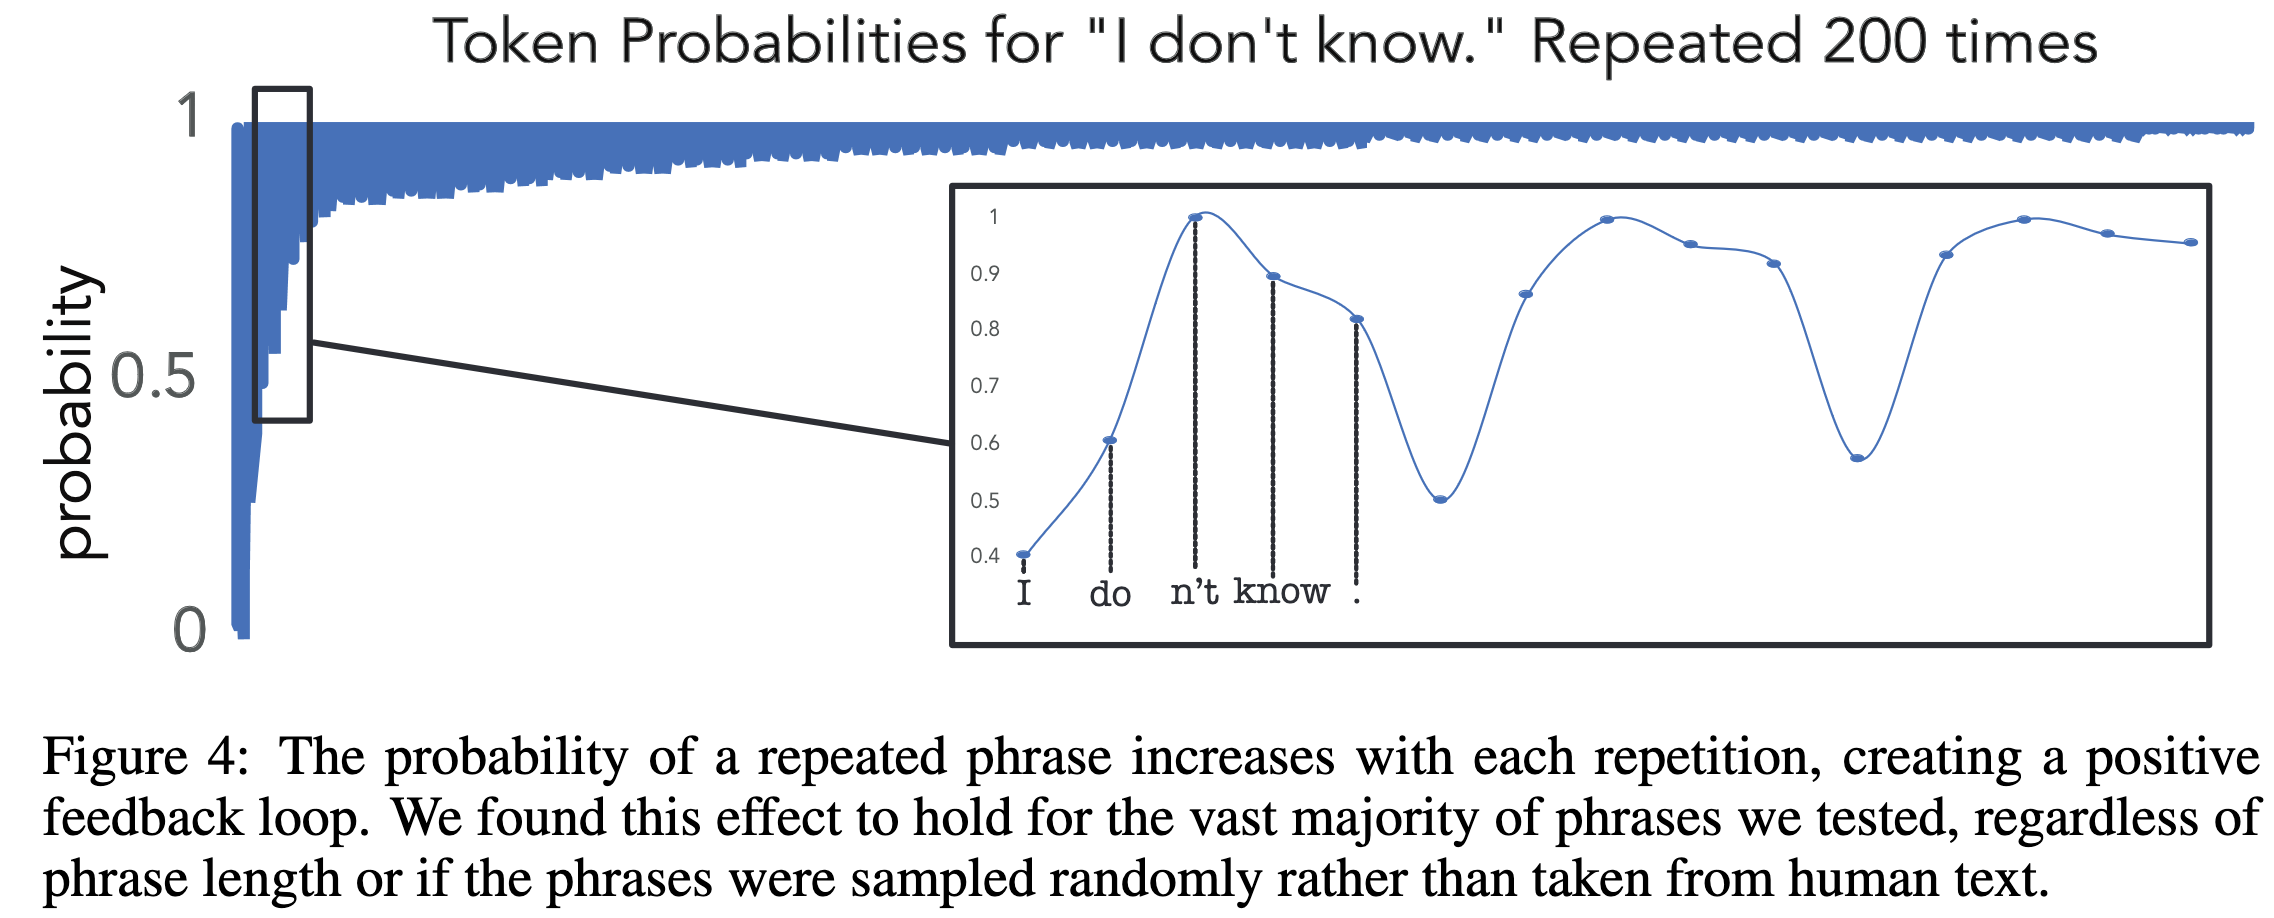 Token Probabilities for "I don't know." Repeated 200 times
1
0.5
0
probability
1
0.9
0.8
0.7
0.6
0.5
0.4
I do n't know .
Figure 4: The probability of a repeated phrase increases with each repetition, creating a positive
feedback loop. We found this effect to hold for the vast majority of phrases we tested, regardless of
phrase length or if the phrases were sampled randomly rather than taken from human text.